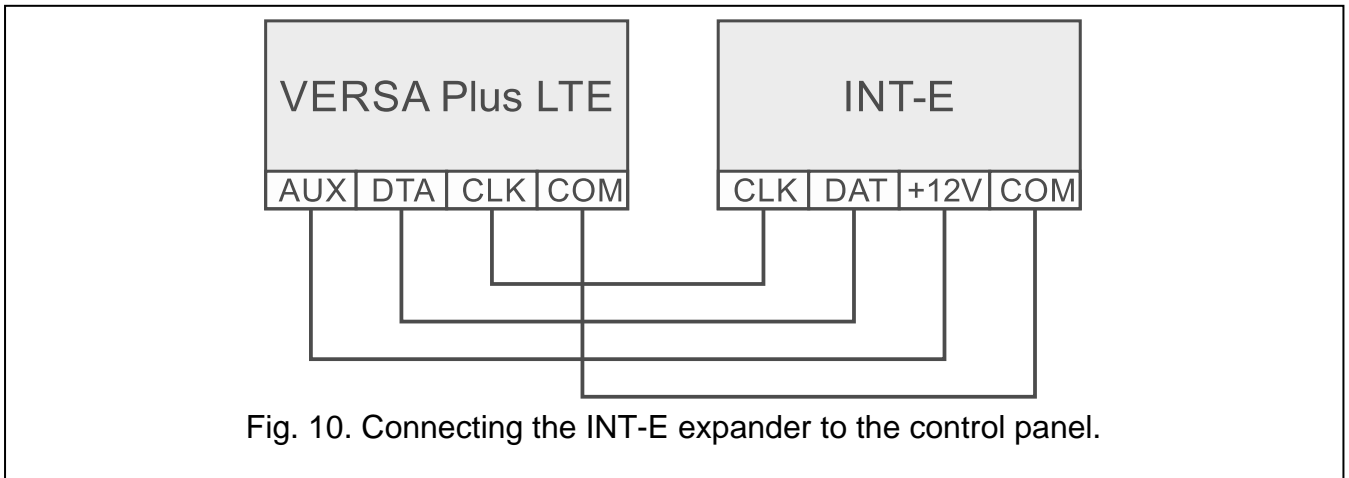 VERSA Plus LTE
INT-E
AUX DTA CLK COM
CLK DAT +12V COM
Fig. 10. Connecting the INT-E expander to the control panel.